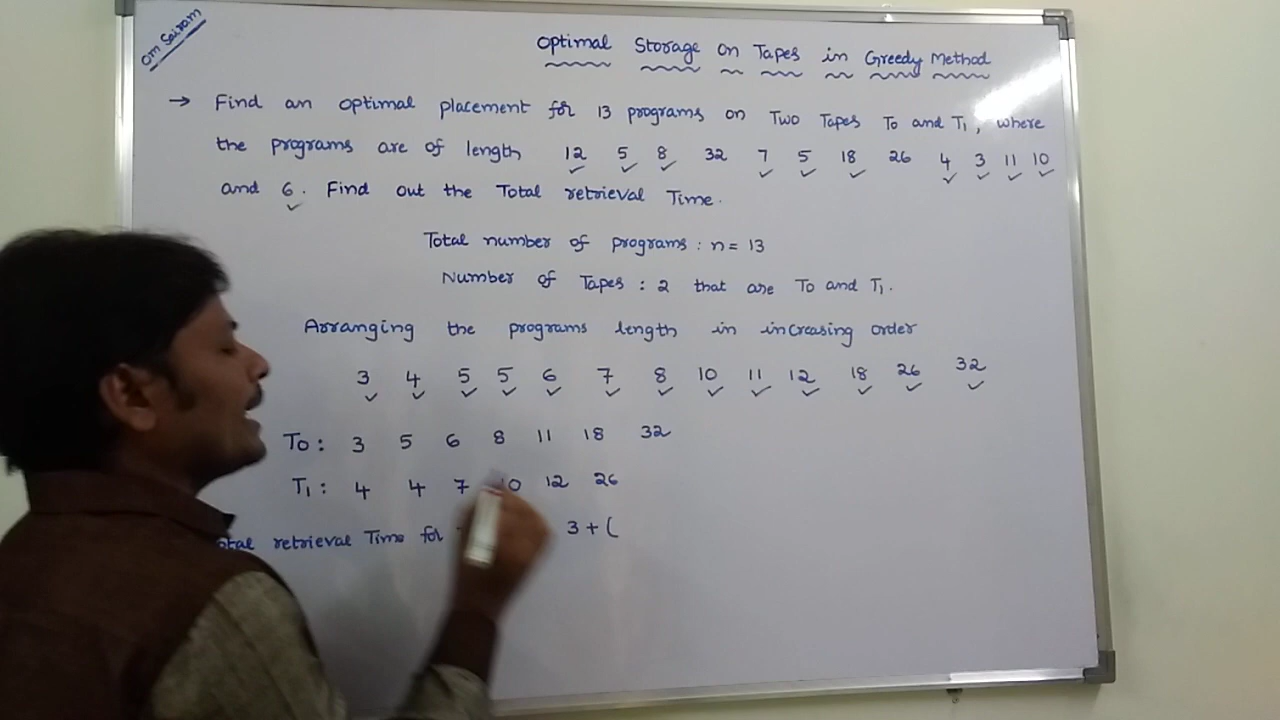 Om Sairam
Optimal Storage on Tapes in Greedy Method
→ Find an optimal placement for 13 programs on Two Tapes T0 and T1, where
the programs are of length 12 5 8 32 7 5 18 26 4 3 11 10
and 6. Find out the Total retrieval Time.
Total number of programs : n = 13
Number of Tapes : 2 that are T0 and T1.
Arranging the programs length in increasing order
3 4 5 5 6 7 8 10 11 12 18 26 32
T0 : 3 5 6 8 11 18 32
T1 : 4 4 7 10 12 26
retrieval Time for 3 + (